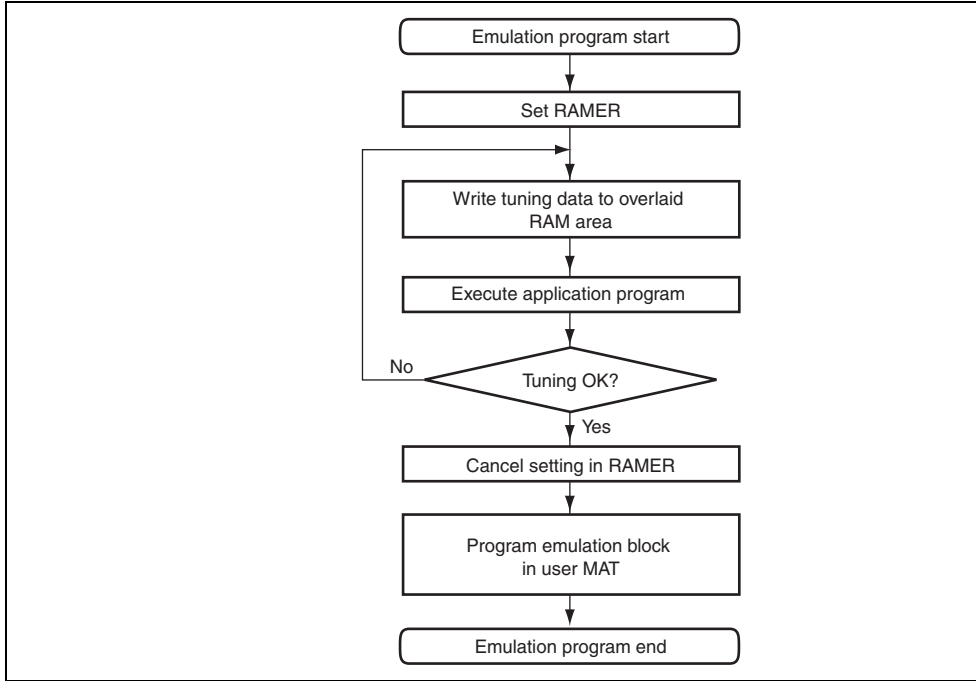 Emulation program start
Set RAMER
Write tuning data to overlaid
RAM area
Execute application program
No
Tuning OK?
Yes
Cancel setting in RAMER
Program emulation block
in user MAT
Emulation program end